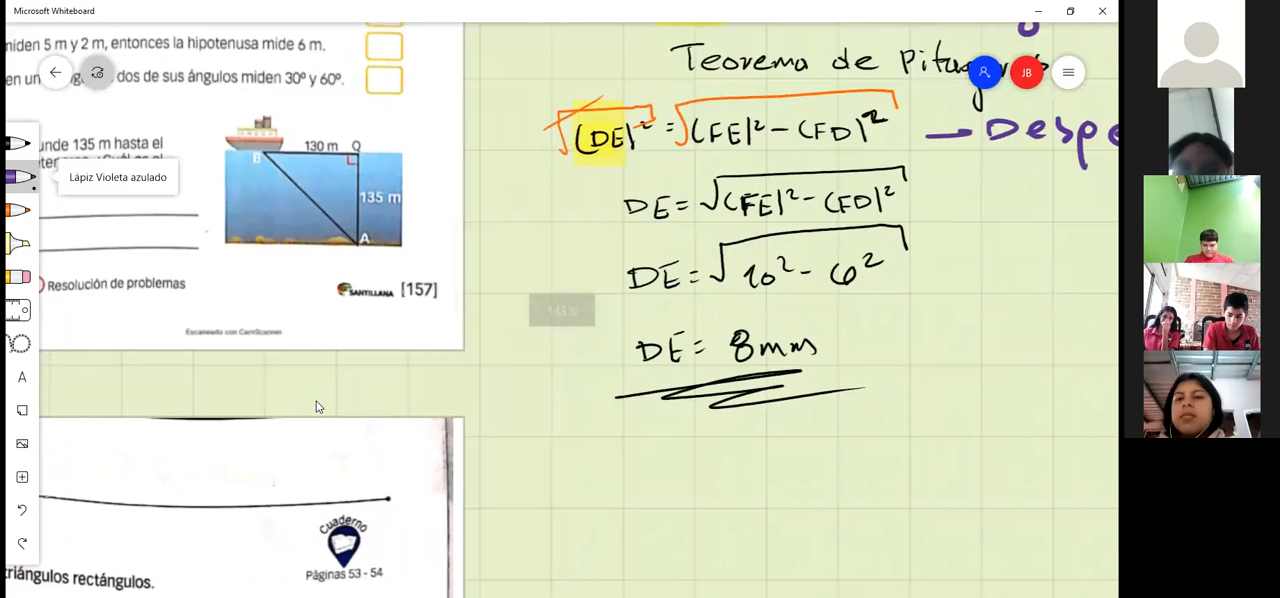 Microsoft Whiteboard
miden 5 m y 2 m, entonces la hipotenusa mide 6 m.
en un dos de sus ángulos miden 30º y 60º.
unde 135 m hasta el
Lápiz Violeta azulado
130 m Q
B
135 m
A
Resolución de problemas
SANTILLANA [157]
Escaneado con CamScanner
143%
Cuaderno
Páginas 53 - 54
triángulos rectángulos.
Teorema de
JB
(DE)² = (FE)² - (FD)² → Despe
DE = √(FE)² - (FD)²
DE = √10² - 6²
DE = 8mm
A